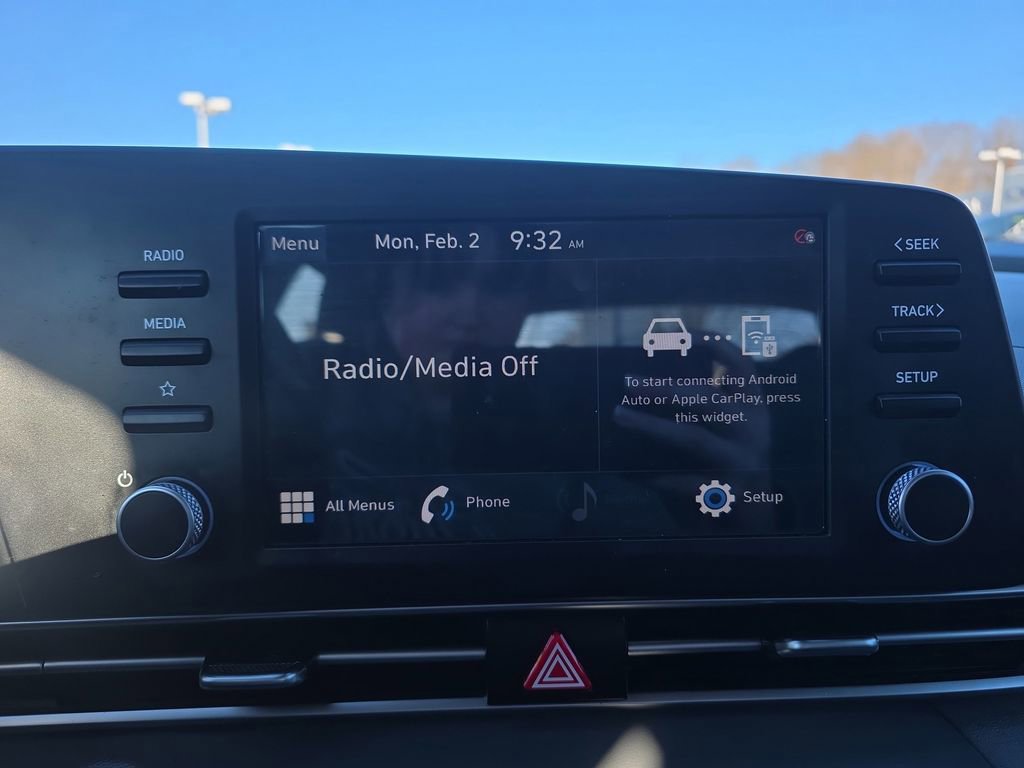 RADIO
MEDIA
Menu
Mon, Feb. 2
9:32 AM
Radio/Media Off
To start connecting Android
Auto or Apple CarPlay, press
this widget.
All Menus
Phone
Setup
<SEEK
TRACK>
SETUP